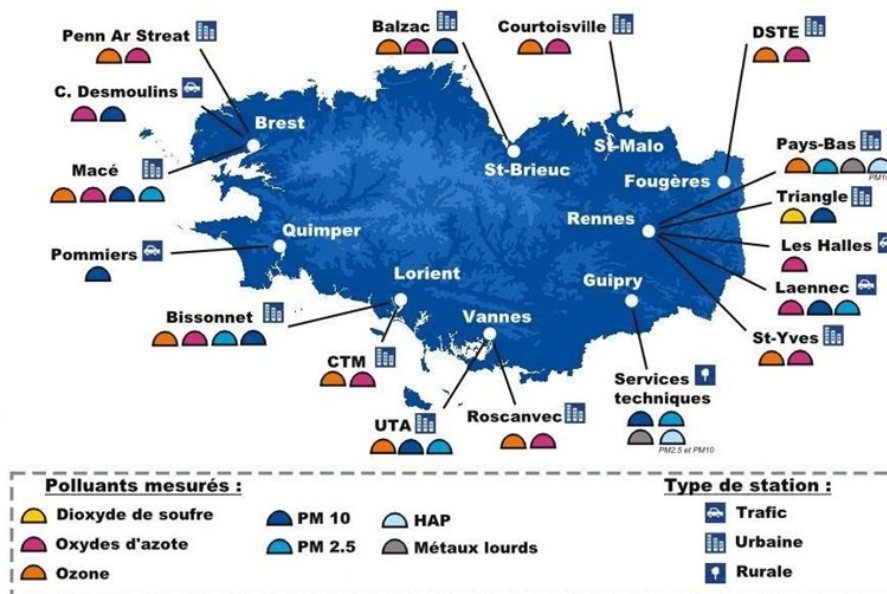 Penn Ar Streat
Balzac
Courtoisville
DSTE
C. Desmoulins
Brest
St-Malo
Pays-Bas
St-Brieuc
PM10
Macé
Fougères
Triangle
Rennes
Quimper
Les Halles
Pommiers
Lorient
Guipry
Laennec
Bissonnet
Vannes
St-Yves
CTM
Services
techniques
UTA
Roscanvec
PM2.5 et PM10
Polluants mesurés :
Dioxyde de soufre
Oxydes d'azote
Ozone
PM 10
PM 2.5
HAP
Métaux lourds
Type de station :
Trafic
Urbaine
Rurale